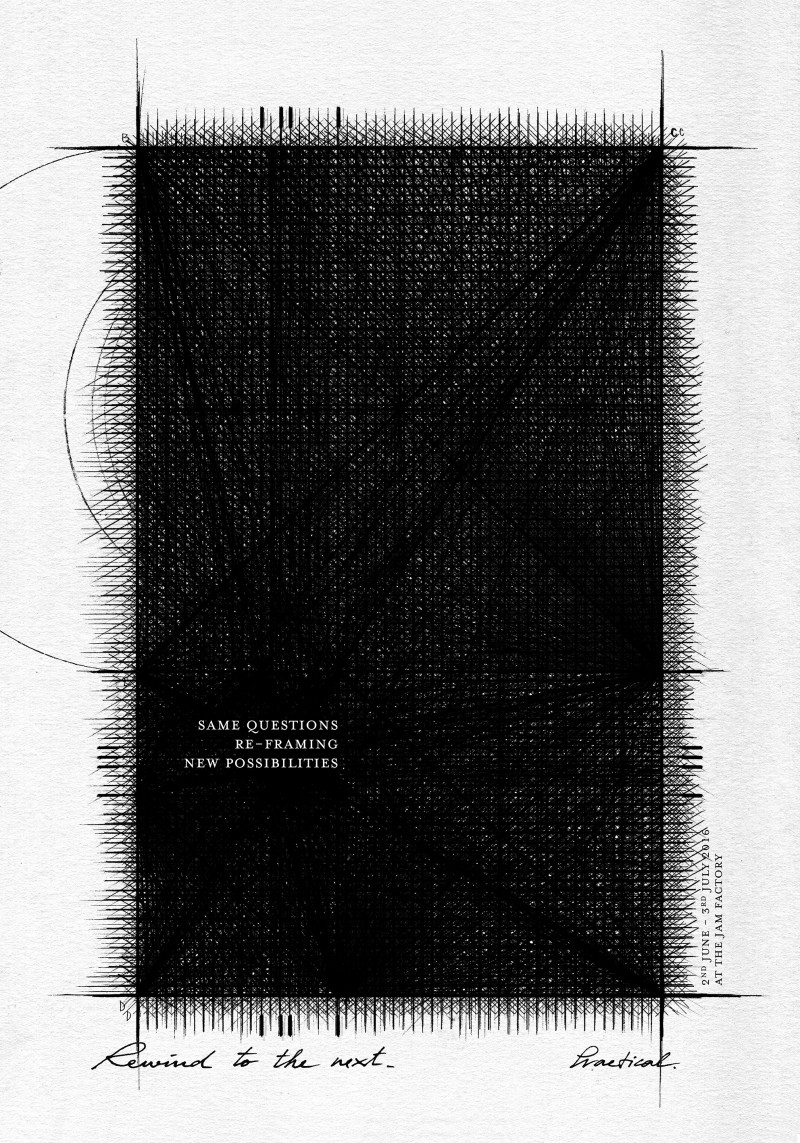 SAME QUESTIONS
RE-FRAMING
NEW POSSIBILITIES
2ND JUNE – 3RD JULY 2016
AT THE JAM FACTORY
Rewind to the next.
Practical.